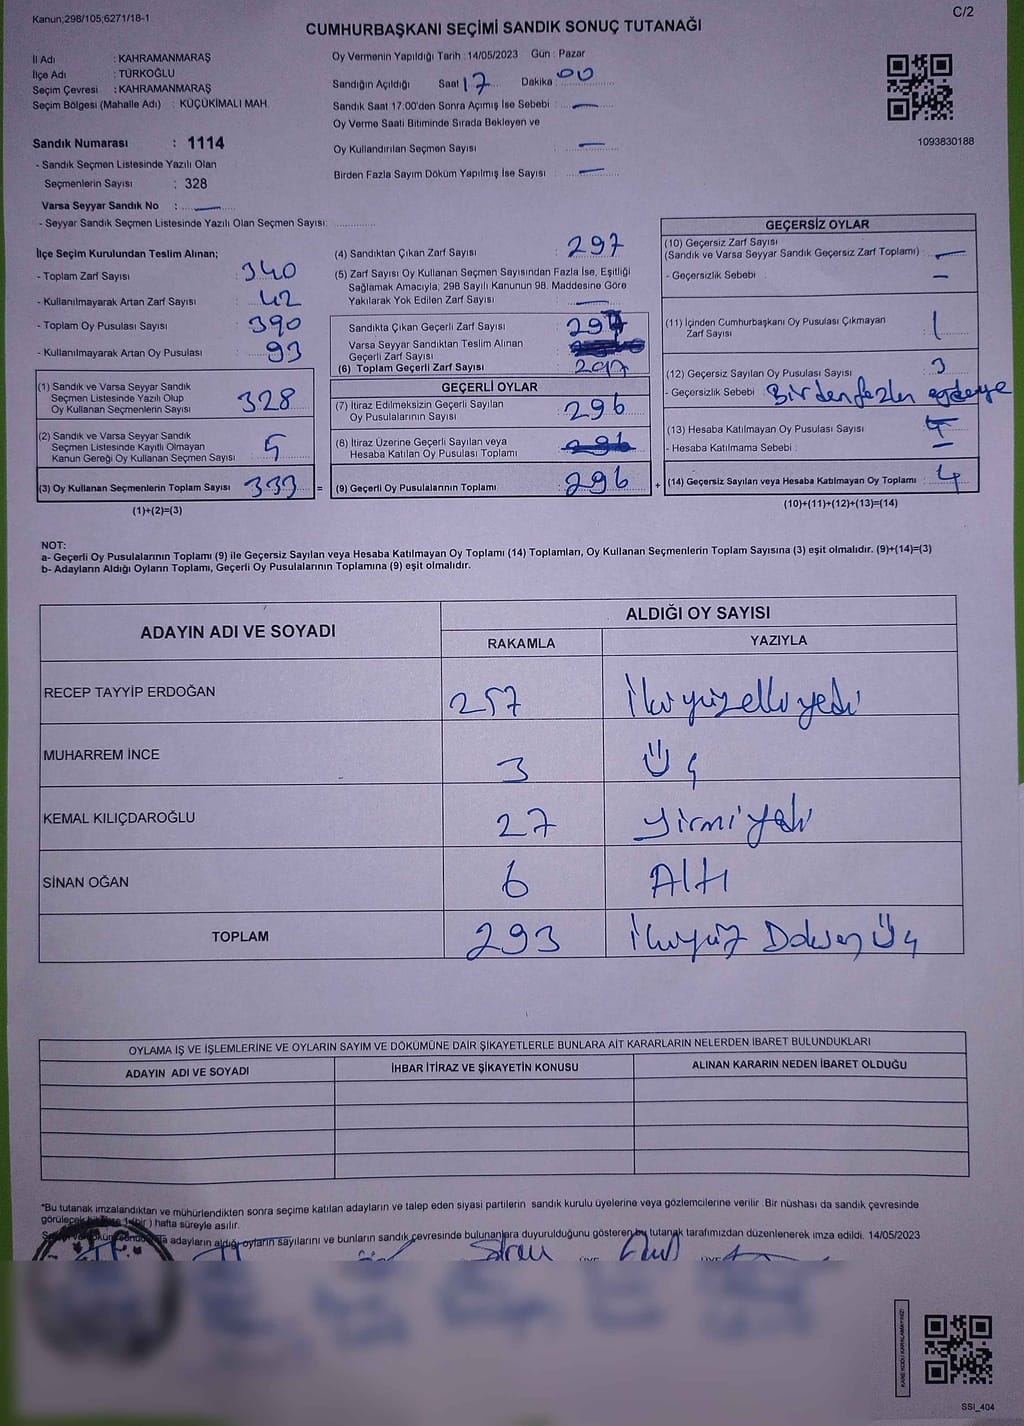 Kanun;298/105;6271/18-1
C/2
CUMHURBAŞKANI SEÇİMİ SANDIK SONUÇ TUTANAĞI
İl Adı : KAHRAMANMARAŞ
İlçe Adı : TÜRKOĞLU
Seçim Çevresi : KAHRAMANMARAŞ
Seçim Bölgesi (Mahalle Adı) : KÜÇÜKİMALI MAH.
Sandık Numarası : 1114
- Sandık Seçmen Listesinde Yazılı Olan
Seçmenlerin Sayısı : 328
Varsa Seyyar Sandık No : —
- Seyyar Sandık Seçmen Listesinde Yazılı Olan Seçmen Sayısı:
Oy Vermenin Yapıldığı Tarih : 14/05/2023 Gün : Pazar
Sandığın Açıldığı Saat 17 Dakika 00
Sandık Saat 17:00'den Sonra Açımış İse Sebebi : —
Oy Verme Saati Bitiminde Sırada Bekleyen ve
Oy Kullandırılan Seçmen Sayısı : —
Birden Fazla Sayım Döküm Yapılmış İse Sayısı : —
1093830188
İlçe Seçim Kurulundan Teslim Alınan;
- Toplam Zarf Sayısı : 340
- Kullanılmayarak Artan Zarf Sayısı : 42
- Toplam Oy Pusulası Sayısı : 390
- Kullanılmayarak Artan Oy Pusulası : 93
(1) Sandık ve Varsa Seyyar Sandık
Seçmen Listesinde Yazılı Olup
Oy Kullanan Seçmenlerin Sayısı 328
(2) Sandık ve Varsa Seyyar Sandık
Seçmen Listesinde Kayıtlı Olmayan
Kanun Gereği Oy Kullanan Seçmen Sayısı 5
(3) Oy Kullanan Seçmenlerin Toplam Sayısı 333 =
(1)+(2)=(3)
(4) Sandıktan Çıkan Zarf Sayısı : 297
(5) Zarf Sayısı Oy Kullanan Seçmen Sayısından Fazla İse, Eşitliği
Sağlamak Amacıyla, 298 Sayılı Kanunun 98. Maddesine Göre
Yakılarak Yok Edilen Zarf Sayısı : —
Sandıkta Çıkan Geçerli Zarf Sayısı : 297
Varsa Seyyar Sandıktan Teslim Alınan
Geçerli Zarf Sayısı
(6) Toplam Geçerli Zarf Sayısı :
GEÇERLİ OYLAR
(7) İtiraz Edilmeksizin Geçerli Sayılan
Oy Pusulalarının Sayısı : 296
(8) İtiraz Üzerine Geçerli Sayılan veya
Hesaba Katılan Oy Pusulası Toplamı : 296
(9) Geçerli Oy Pusulalarının Toplamı : 296 +
GEÇERSİZ OYLAR
(10) Geçersiz Zarf Sayısı
(Sandık ve Varsa Seyyar Sandık Geçersiz Zarf Toplamı) : —
- Geçersizlik Sebebi : —
(11) İçinden Cumhurbaşkanı Oy Pusulası Çıkmayan
Zarf Sayısı : 1
(12) Geçersiz Sayılan Oy Pusulası Sayısı : 3
- Geçersizlik Sebebi : Birden fazla
(13) Hesaba Katılmayan Oy Pusulası Sayısı :
- Hesaba Katılmama Sebebi : —
(14) Geçersiz Sayılan veya Hesaba Katılmayan Oy Toplamı : 4
(10)+(11)+(12)+(13)=(14)
NOT:
a- Geçerli Oy Pusulalarının Toplamı (9) ile Geçersiz Sayılan veya Hesaba Katılmayan Oy Toplamı (14) Toplamları, Oy Kullanan Seçmenlerin Toplam Sayısına (3) eşit olmalıdır. (9)+(14)=(3)
b- Adayların Aldığı Oyların Toplamı, Geçerli Oy Pusulalarının Toplamına (9) eşit olmalıdır.
ADAYIN ADI VE SOYADI
ALDIĞI OY SAYISI
RAKAMLA YAZIYLA
RECEP TAYYİP ERDOĞAN 257 İkiyüzelliyedi
MUHARREM İNCE 3 Üç
KEMAL KILIÇDAROĞLU 27 yirmiyedi
SİNAN OĞAN 6 Altı
TOPLAM 293 İkiyüz Doksan Üç
OYLAMA İŞ VE İŞLEMLERİNE VE OYLARIN SAYIM VE DÖKÜMÜNE DAİR ŞİKAYETLERLE BUNLARA AİT KARARLARIN NELERDEN İBARET BULUNDUKLARI
ADAYIN ADI VE SOYADI İHBAR İTİRAZ VE ŞİKAYETİN KONUSU ALINAN KARARIN NEDEN İBARET OLDUĞU
*Bu tutanak imzalandıktan ve mühürlendikten sonra seçime katılan adayların ve talep eden siyasi partilerin sandık kurulu üyelerine veya gözlemcilerine verilir. Bir nüshası da sandık çevresinde
görülecek bir yere 1 (bir) hafta süreyle asılır.
adayların aldığı oyların sayılarını ve bunların sandık çevresinde bulunanlara duyurulduğunu gösteren bu tutanak tarafımızdan düzenlenerek imza edildi. 14/05/2023
SSI_404